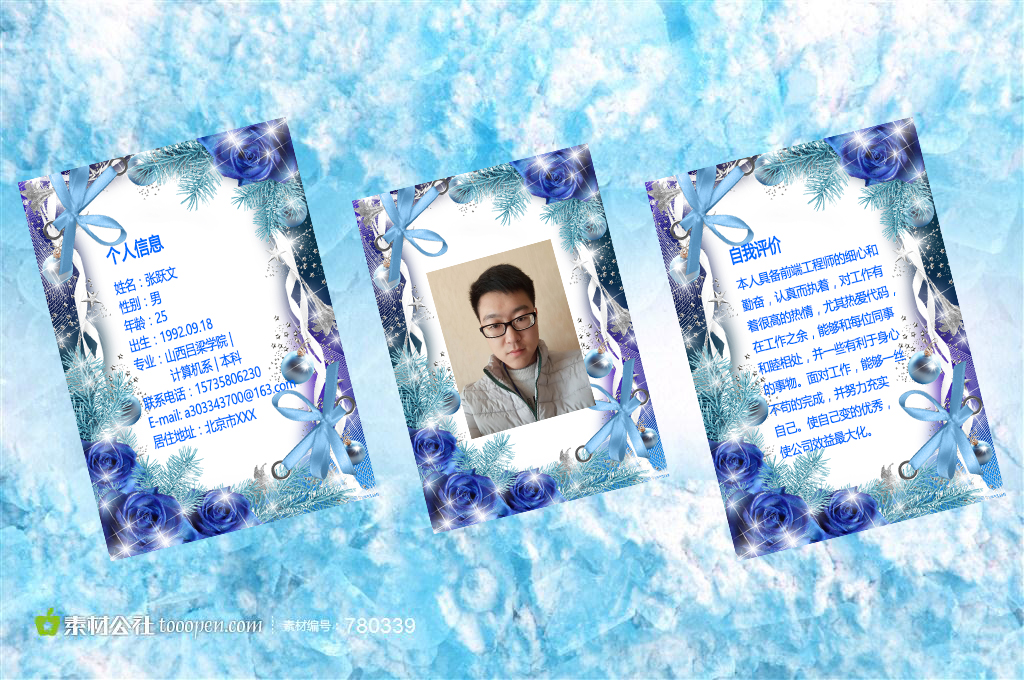 个人信息
姓名：张跃文
性别：男
年龄：25
出生：1992.09.18
专业：山西吕梁学院 |
计算机系 | 本科
联系电话：15735806230
E-mail: a303343700@163.com
居住地址：北京市XXX
自我评价
本人具备前端工程师的细心和
勤奋，认真而执着，对工作有
着很高的热情，尤其热爱代码，
在工作之余，能够和每位同事
和睦相处，并一些有利于身心
的事物。面对工作，能够一丝
不苟的完成，并努力充实
自己。使自己变的优秀，
使公司效益最大化。
素材公社 tooopen.com 素材编号：780339